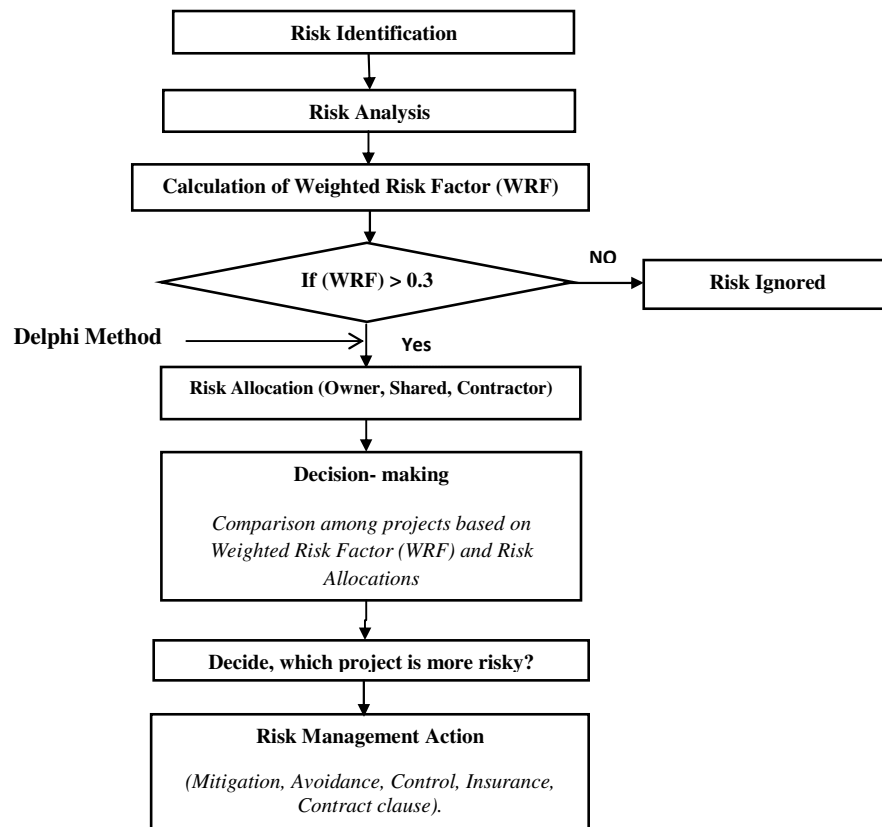 Risk Identification
Risk Analysis
Calculation of Weighted Risk Factor (WRF)
If (WRF) > 0.3
NO
Risk Ignored
Delphi Method
Yes
Risk Allocation (Owner, Shared, Contractor)
Decision- making
Comparison among projects based on
Weighted Risk Factor (WRF) and Risk
Allocations
Decide, which project is more risky?
Risk Management Action
(Mitigation, Avoidance, Control, Insurance,
Contract clause).